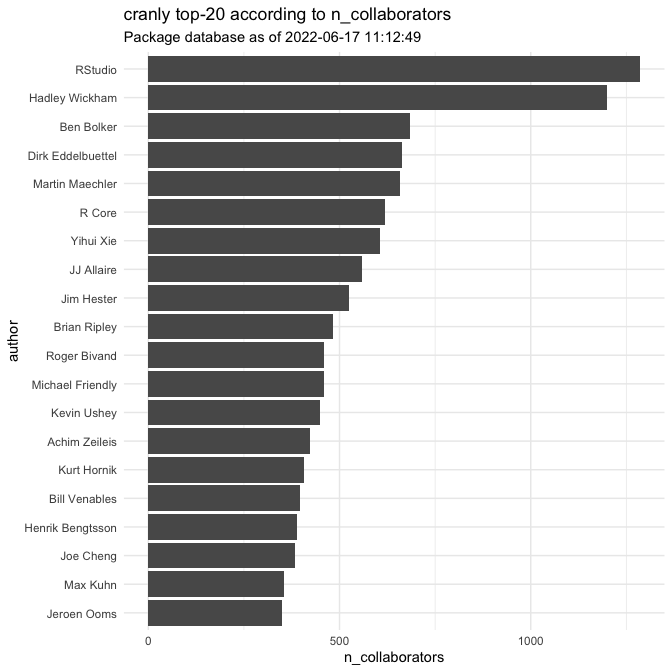 cranly top-20 according to n_collaborators
Package database as of 2022-06-17 11:12:49
RStudio
Hadley Wickham
Ben Bolker
Dirk Eddelbuettel
Martin Maechler
R Core
Yihui Xie
JJ Allaire
Jim Hester
Brian Ripley
Roger Bivand
Michael Friendly
Kevin Ushey
Achim Zeileis
Kurt Hornik
Bill Venables
Henrik Bengtsson
Joe Cheng
Max Kuhn
Jeroen Ooms
author
0 500 1000
n_collaborators